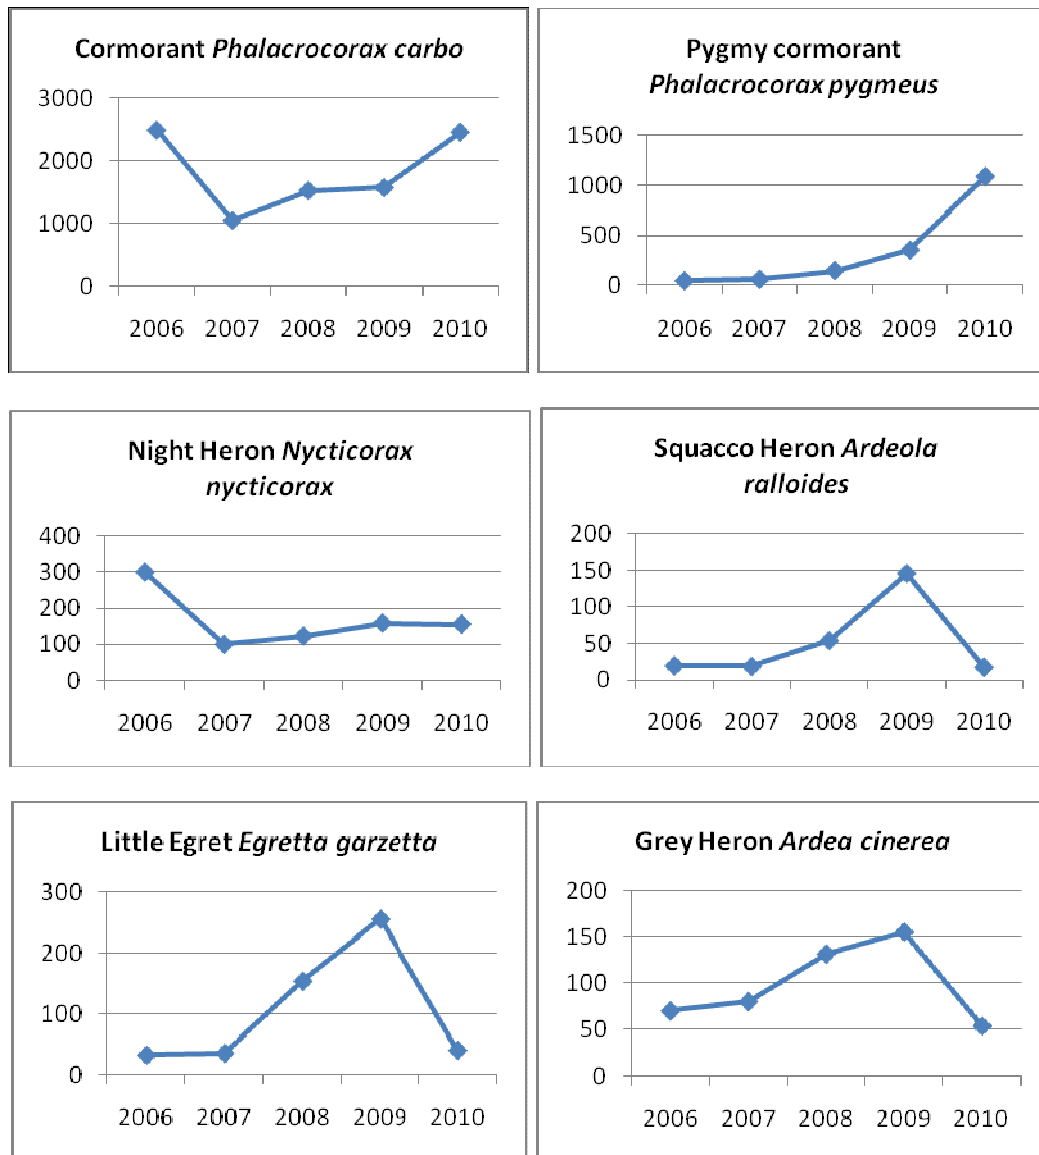 Cormorant Phalacrocorax carbo
3000
2000
1000
0
2006 2007 2008 2009 2010
Pygmy cormorant
Phalacrocorax pygmeus
1500
1000
500
0
2006 2007 2008 2009 2010
Night Heron Nycticorax
nycticorax
400
300
200
100
0
2006 2007 2008 2009 2010
Squacco Heron Ardeola
ralloides
200
150
100
50
0
2006 2007 2008 2009 2010
Little Egret Egretta garzetta
300
200
100
0
2006 2007 2008 2009 2010
Grey Heron Ardea cinerea
200
150
100
50
0
2006 2007 2008 2009 2010